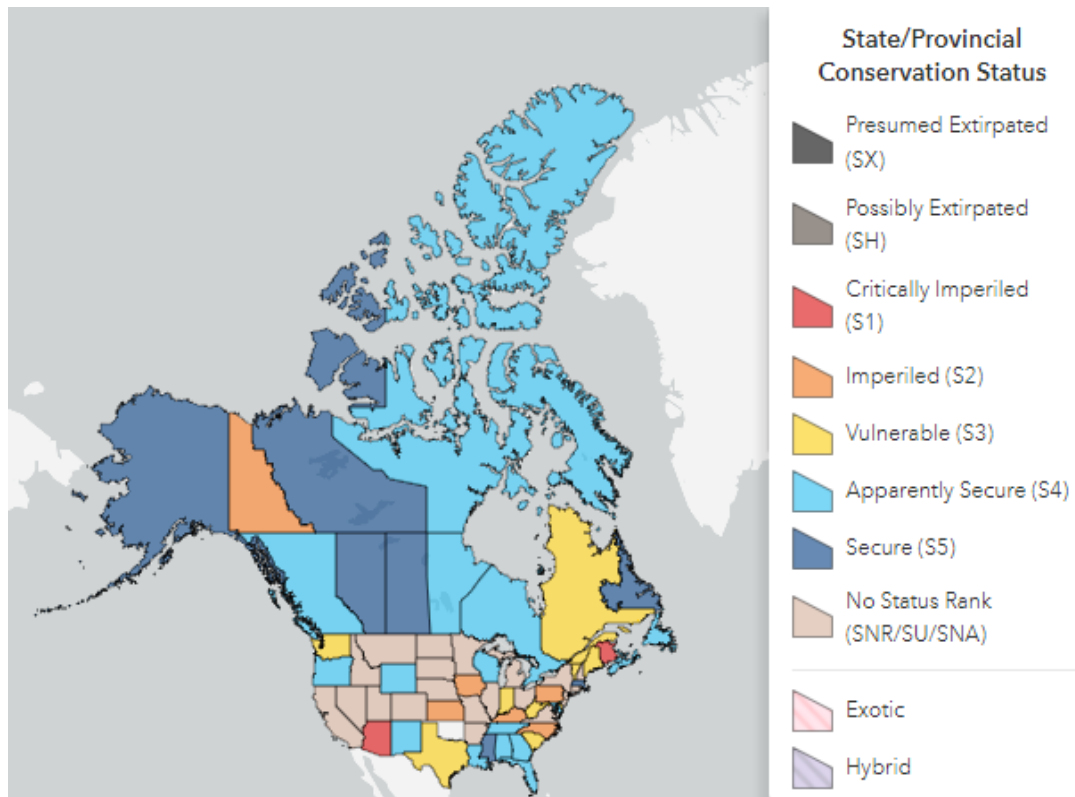 State/Provincial
Conservation Status
Presumed Extirpated
(SX)
Possibly Extirpated
(SH)
Critically Imperiled
(S1)
Imperiled (S2)
Vulnerable (S3)
Apparently Secure (S4)
Secure (S5)
No Status Rank
(SNR/SU/SNA)
Exotic
Hybrid